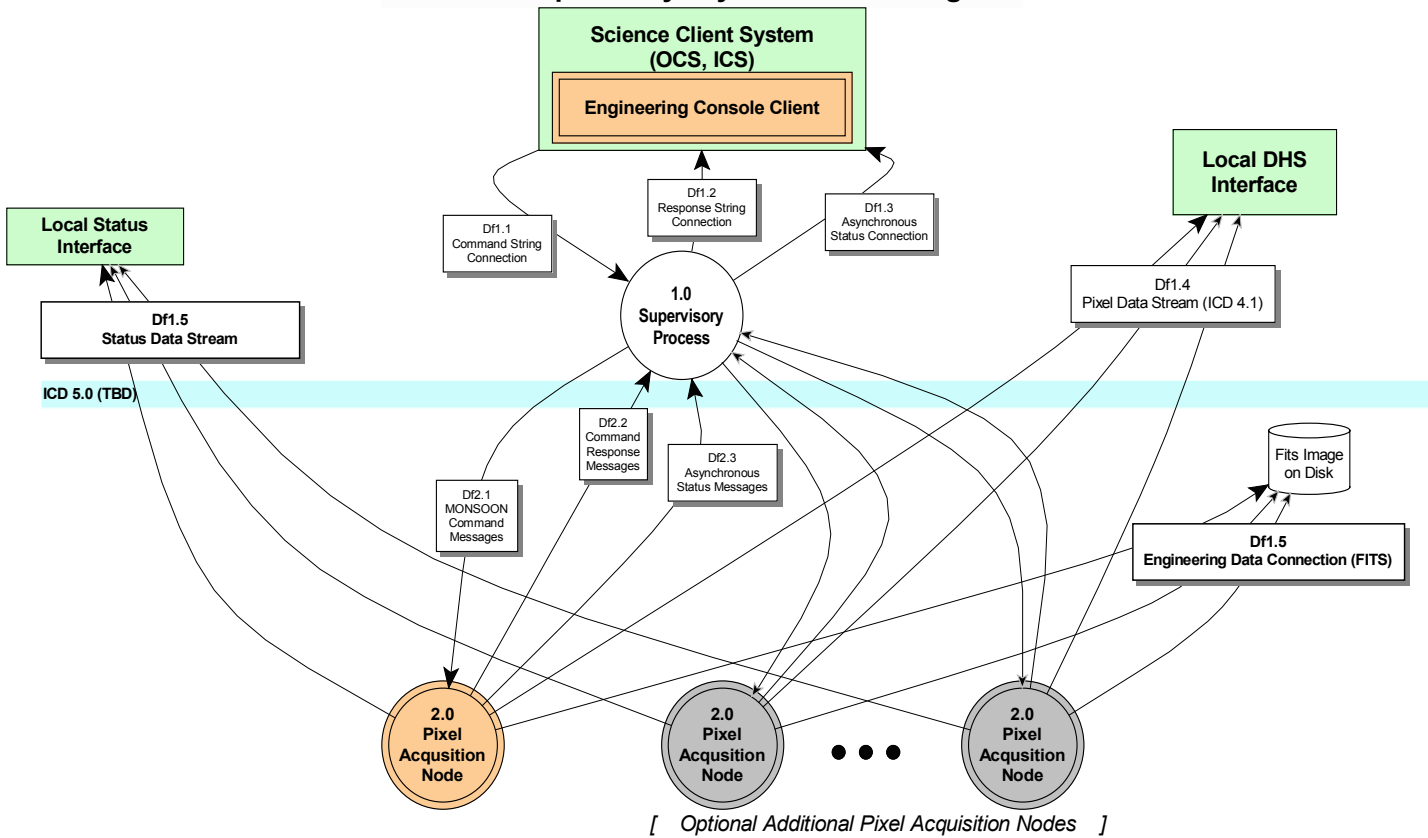 Science Client System
(OCS, ICS)
Engineering Console Client
Local DHS
Interface
Local Status
Interface
Df1.1
Command String
Connection
Df1.2
Response String
Connection
Df1.3
Asynchronous
Status Connection
Df1.4
Pixel Data Stream (ICD 4.1)
Df1.5
Status Data Stream
1.0
Supervisory
Process
ICD 5.0 (TBD)
Df2.1
MONSOON
Command
Messages
Df2.2
Command
Response
Messages
Df2.3
Asynchronous
Status Messages
Fits Image
on Disk
Df1.5
Engineering Data Connection (FITS)
2.0
Pixel
Acqusition
Node
2.0
Pixel
Acqusition
Node
2.0
Pixel
Acqusition
Node
[ Optional Additional Pixel Acquisition Nodes ]